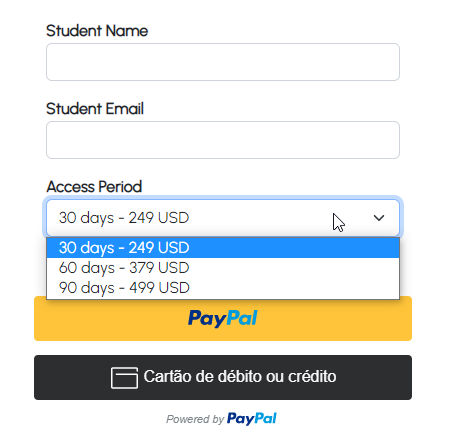 Student Name
Student Email
Access Period
30 days - 249 USD
30 days - 249 USD
60 days - 379 USD
90 days - 499 USD
PayPal
Cartão de débito ou crédito
Powered by PayPal